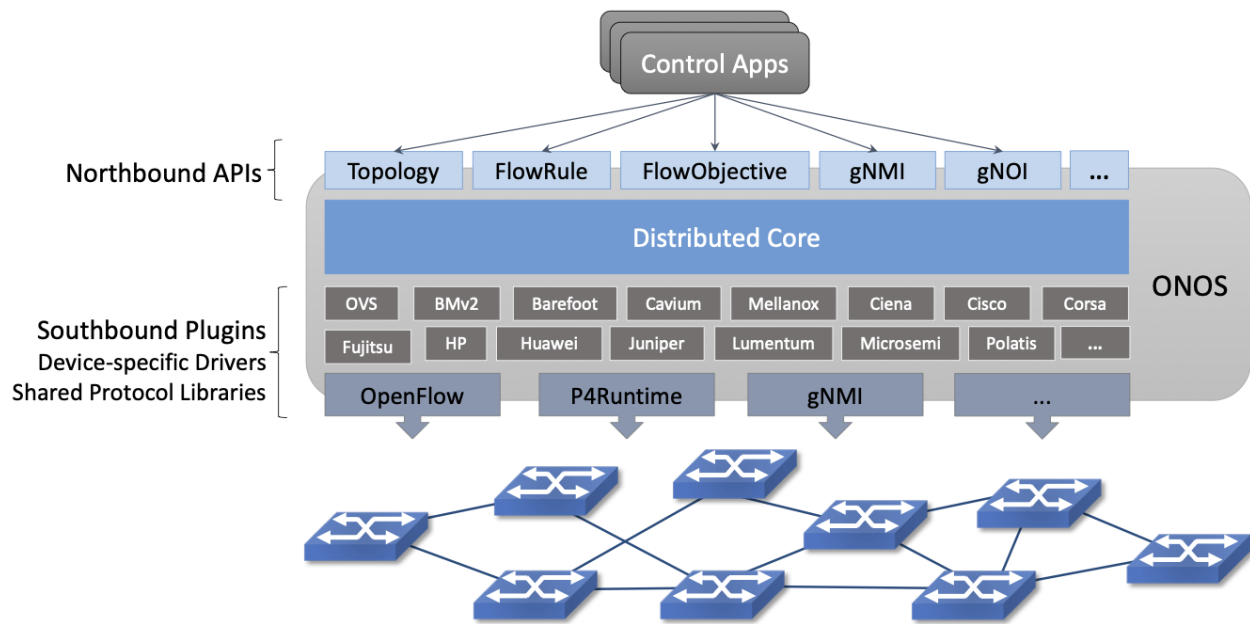 Control Apps
Northbound APIs
Topology
FlowRule
FlowObjective
gNMI
gNOI
...
Distributed Core
ONOS
Southbound Plugins
Device-specific Drivers
Shared Protocol Libraries
OVS
BMv2
Barefoot
Cavium
Mellanox
Ciena
Cisco
Corsa
Fujitsu
HP
Huawei
Juniper
Lumentum
Microsemi
Polatis
...
OpenFlow
P4Runtime
gNMI
...